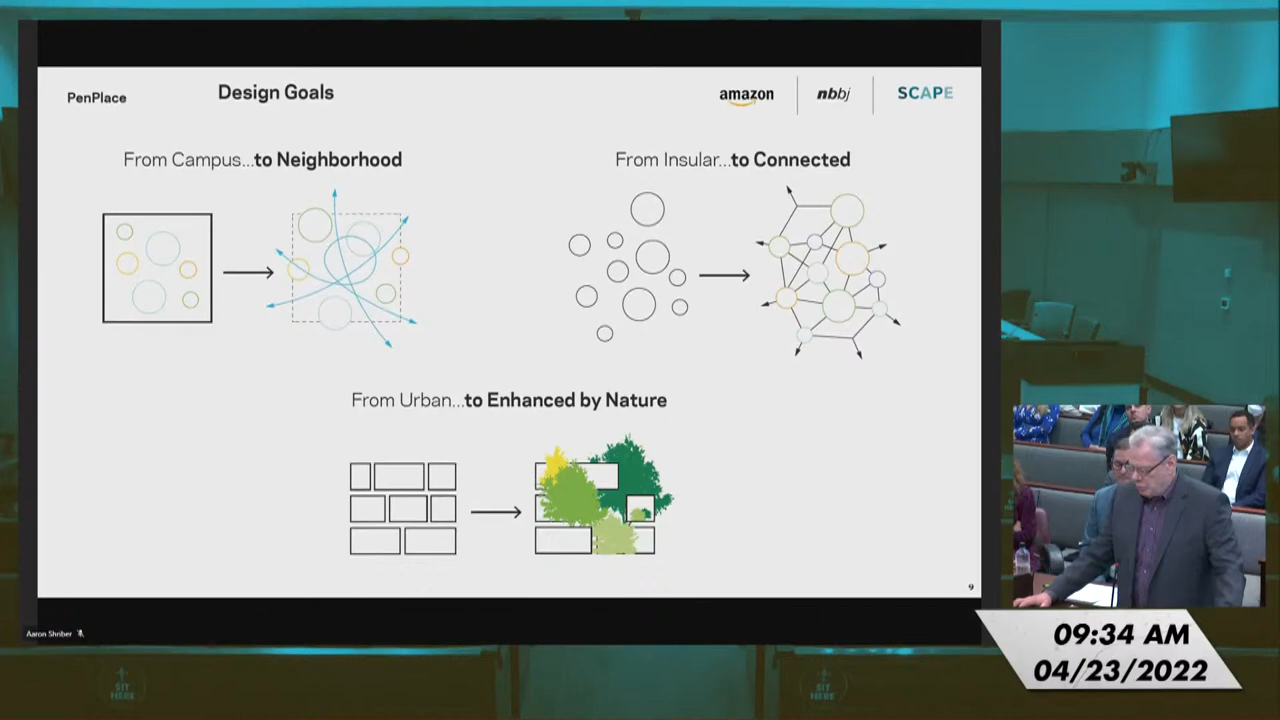 PenPlace
Design Goals
amazon
nbbj
SCAPE
From Campus...to Neighborhood
From Insular...to Connected
From Urban...to Enhanced by Nature
9
Aaron Shriber
09:34 AM
04/23/2022
SIT
HERE
SIT
HERE